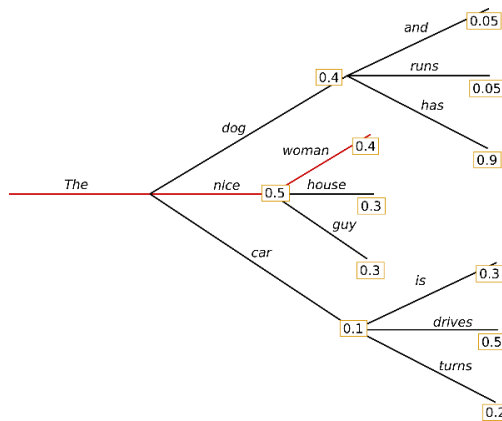 and
0.05
runs
0.4
0.05
has
dog
woman
0.4
0.9
The
nice
0.5
house
0.3
guy
car
0.3
is
0.3
drives
0.1
0.5
turns
0.2